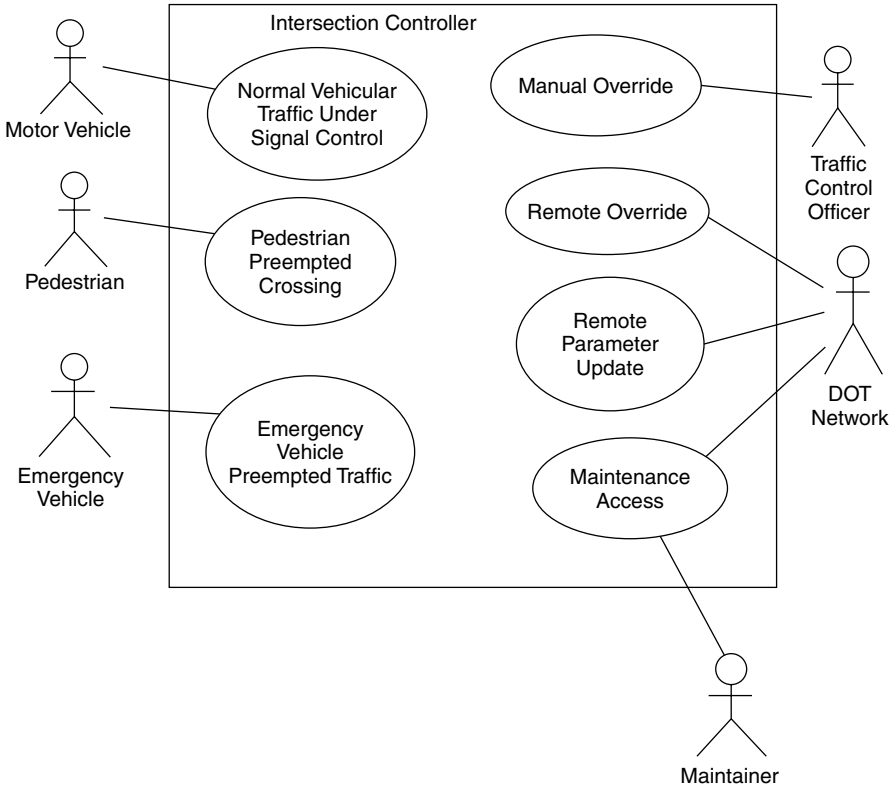 Intersection Controller
Motor Vehicle
Normal Vehicular
Traffic Under
Signal Control
Manual Override
Traffic
Control
Officer
Pedestrian
Pedestrian
Preempted
Crossing
Remote Override
Remote
Parameter
Update
DOT
Network
Emergency
Vehicle
Emergency
Vehicle
Preempted Traffic
Maintenance
Access
Maintainer